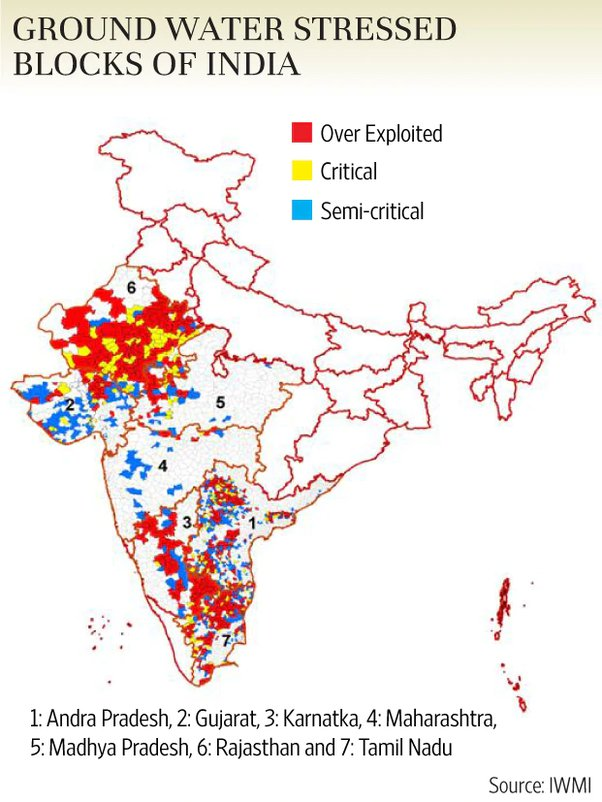 GROUND WATER STRESSED
BLOCKS OF INDIA
Over Exploited
Critical
Semi-critical
6
2
5
4
3
1
7
1: Andra Pradesh, 2: Gujarat, 3: Karnatka, 4: Maharashtra,
5: Madhya Pradesh, 6: Rajasthan and 7: Tamil Nadu
Source: IWMI